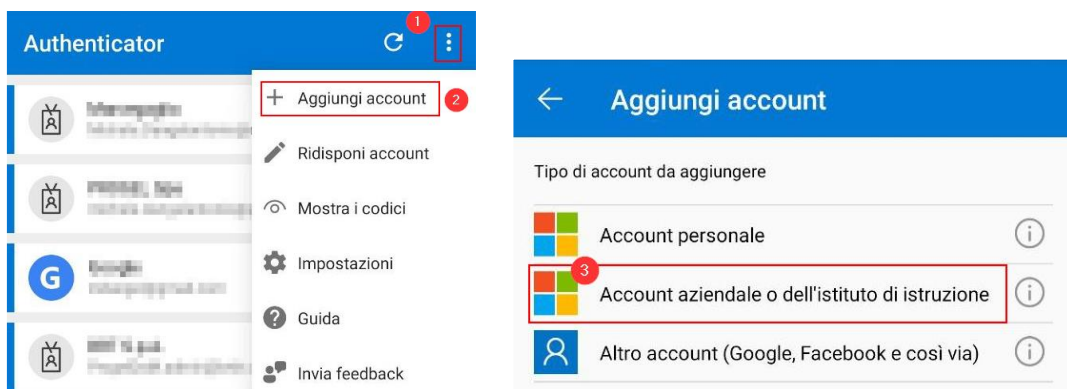 Authenticator
1
Aggiungi account
2
Ridisponi account
Mostra i codici
Impostazioni
G
Guida
Invia feedback
Aggiungi account
Tipo di account da aggiungere
Account personale
3
Account aziendale o dell'istituto di istruzione
Altro account (Google, Facebook e così via)